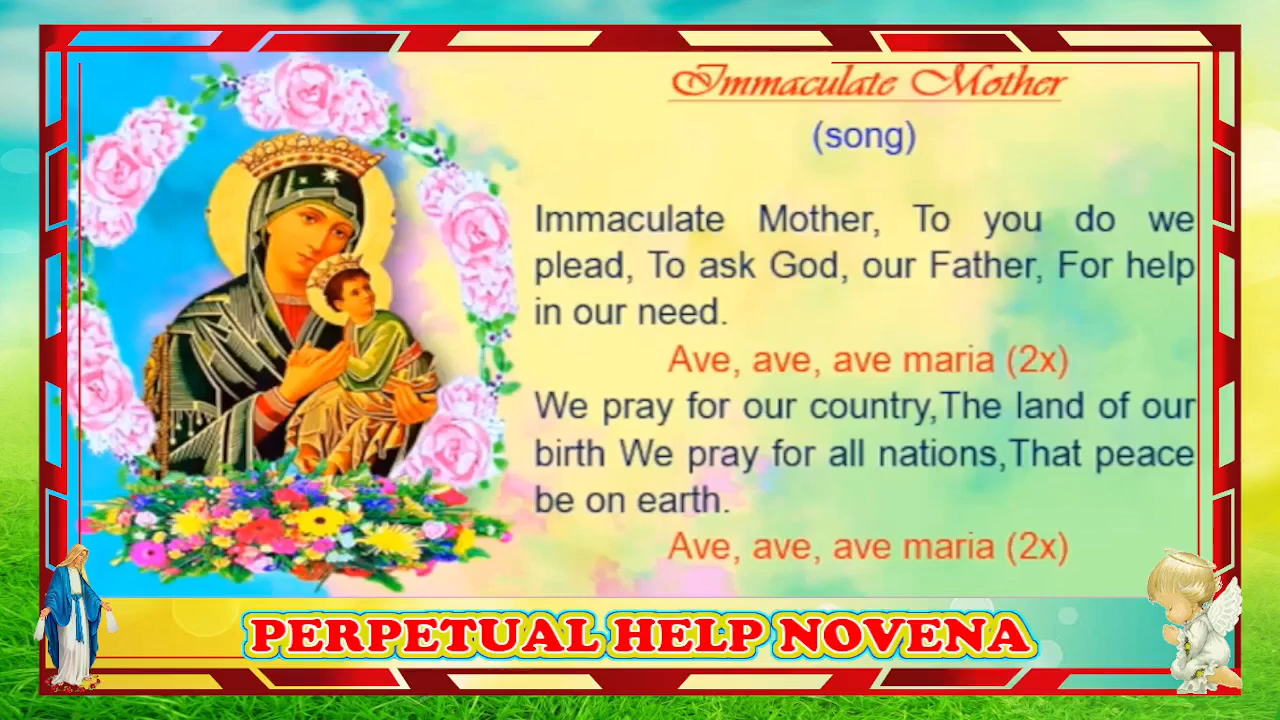 Immaculate Mother
(song)
Immaculate Mother, To you do we
plead, To ask God, our Father, For help
in our need.
Ave, ave, ave maria (2x)
We pray for our country,The land of our
birth We pray for all nations,That peace
be on earth.
Ave, ave, ave maria (2x)
PERPETUAL HELP NOVENA